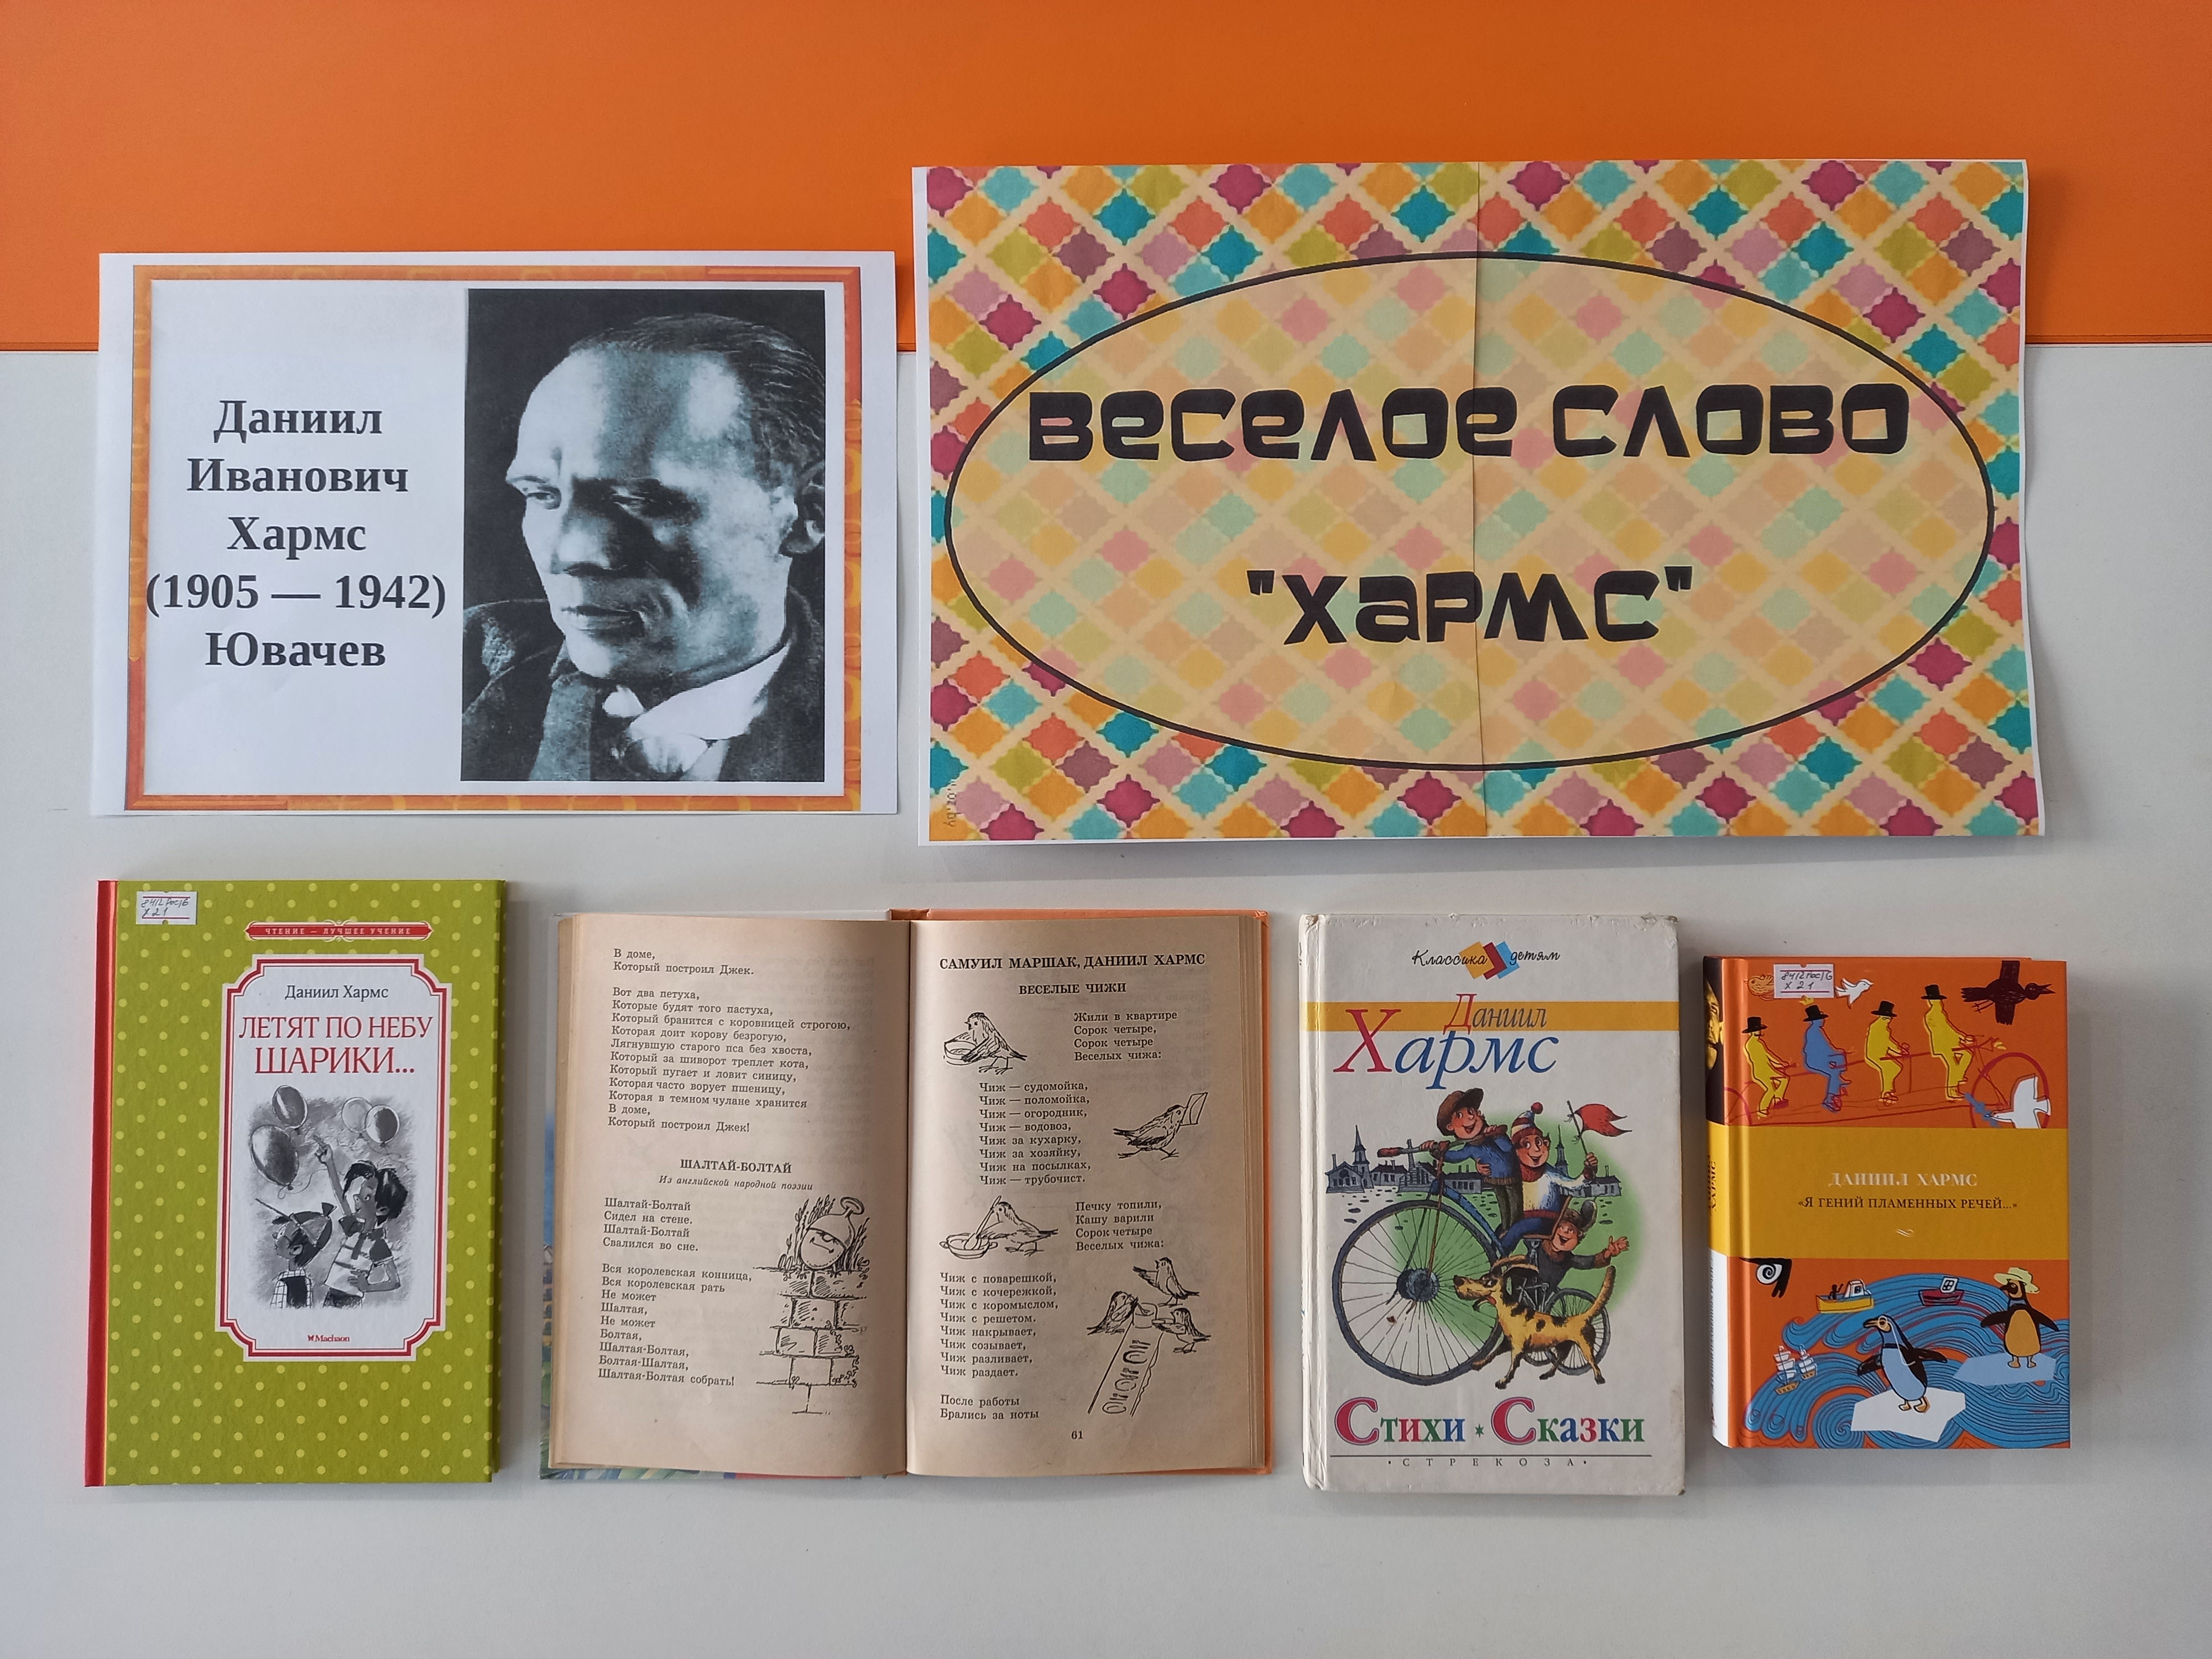 Даниил
Иванович
Хармс
(1905 — 1942)
Ювачев
Веселое слово
"Хармс"
ЧТЕНИЕ – ЛУЧШЕЕ УЧЕНИЕ
Даниил Хармс
ЛЕТЯТ ПО НЕБУ
ШАРИКИ...
Machaon
В доме,
Который построил Джек.
Вот два петуха,
Которые будят того пастуха,
Который бранится с коровницей строгою,
Которая доит корову безрогую,
Лягнувшую старого пса без хвоста,
Который за шиворот треплет кота,
Который пугает и ловит синицу,
Которая часто ворует пшеницу,
Которая в темном чулане хранится
В доме,
Который построил Джек!
ШАЛТАЙ-БОЛТАЙ
Из английской народной поэзии
Шалтай-Болтай
Сидел на стене.
Шалтай-Болтай
Свалился во сне.
Вся королевская конница,
Вся королевская рать
Не может
Шалтая,
Не может
Болтая,
Шалтая-Болтая,
Болтая-Шалтая,
Шалтая-Болтая собрать!
САМУИЛ МАРШАК, ДАНИИЛ ХАРМС
ВЕСЕЛЫЕ ЧИЖИ
Жили в квартире
Сорок четыре,
Сорок четыре
Веселых чижа:
Чиж — судомойка,
Чиж — поломойка,
Чиж — огородник,
Чиж — водовоз,
Чиж за кухарку,
Чиж за хозяйку,
Чиж на посылках,
Чиж — трубочист.
Печку топили,
Кашу варили
Сорок четыре
Веселых чижа:
Чиж с поварешкой,
Чиж с кочережкой,
Чиж с коромыслом,
Чиж с решетом.
Чиж накрывает,
Чиж созывает,
Чиж разливает,
Чиж раздает.
После работы
Брались за ноты
61
Классика детям
Даниил
Хармс
Стихи * Сказки
• СТРЕКОЗА •
ДАНИИЛ ХАРМС
«Я ГЕНИЙ ПЛАМЕННЫХ РЕЧЕЙ...»